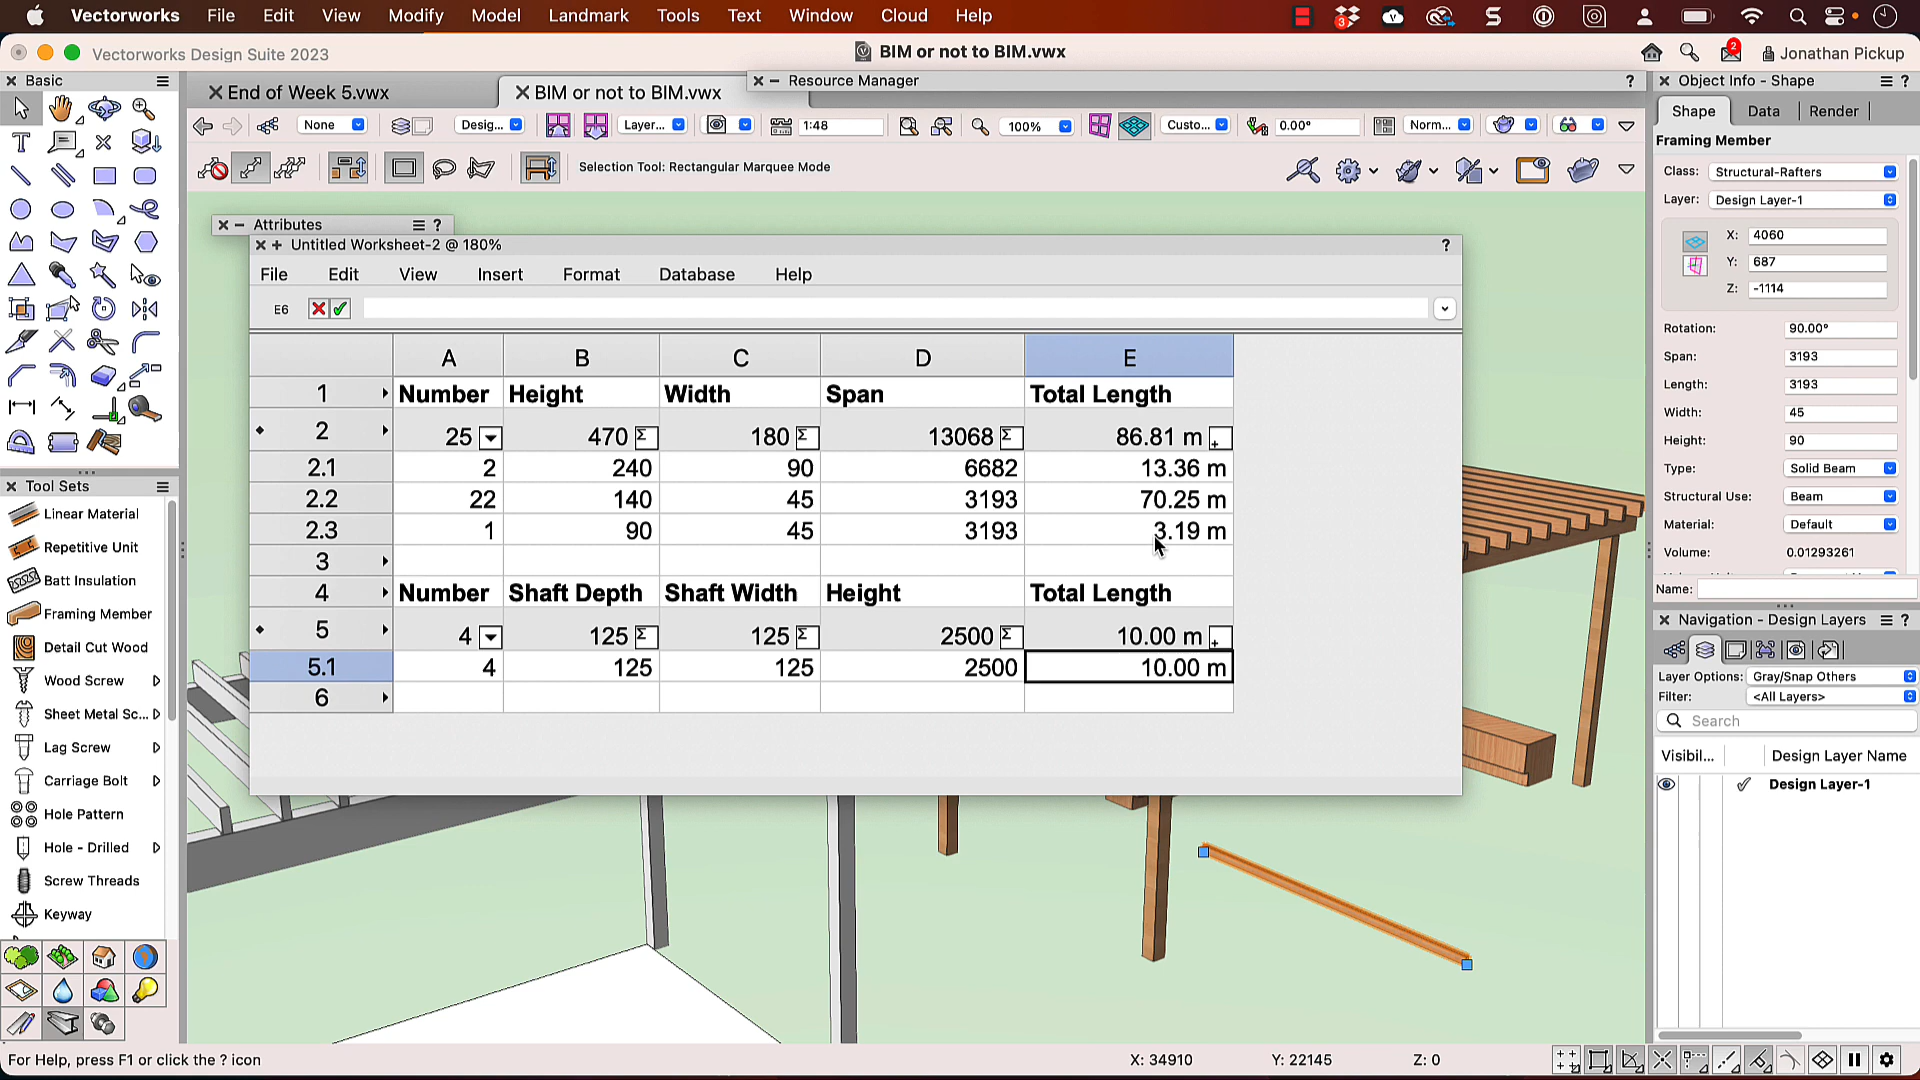 Vectorworks File Edit View Modify Model Landmark Tools Text Window Cloud Help
3
Vectorworks Design Suite 2023
BIM or not to BIM.vwx
2
Jonathan Pickup
Basic
End of Week 5.vwx
BIM or not to BIM.vwx
Resource Manager ?
Object Info - Shape ?
None
Desig...
Layer...
1:48
100%
Custo...
0.00°
Norm...
Selection Tool: Rectangular Marquee Mode
Shape Data Render
Framing Member
Class: Structural-Rafters
Layer: Design Layer-1
X: 4060
Y: 687
Z: -1114
Rotation: 90.00°
Span: 3193
Length: 3193
Width: 45
Height: 90
Type: Solid Beam
Structural Use: Beam
Material: Default
Volume: 0.01293261
Name:
Attributes ?
Untitled Worksheet-2 @ 180% ?
File Edit View Insert Format Database Help
E6
A B C D E
1 Number Height Width Span Total Length
2 25 470 Σ 180 Σ 13068 Σ 86.81 m +
2.1 2 240 90 6682 13.36 m
2.2 22 140 45 3193 70.25 m
2.3 1 90 45 3193 3.19 m
3
4 Number Shaft Depth Shaft Width Height Total Length
5 4 125 Σ 125 Σ 2500 Σ 10.00 m +
5.1 4 125 125 2500 10.00 m
6
Tool Sets
Linear Material
Repetitive Unit
Batt Insulation
Framing Member
Detail Cut Wood
Wood Screw
Sheet Metal Sc...
Lag Screw
Carriage Bolt
Hole Pattern
Hole - Drilled
Screw Threads
Keyway
Navigation - Design Layers ?
Layer Options: Gray/Snap Others
Filter: <All Layers>
Search
Visibil... Design Layer Name
Design Layer-1
For Help, press F1 or click the ? icon
X: 34910 Y: 22145 Z: 0